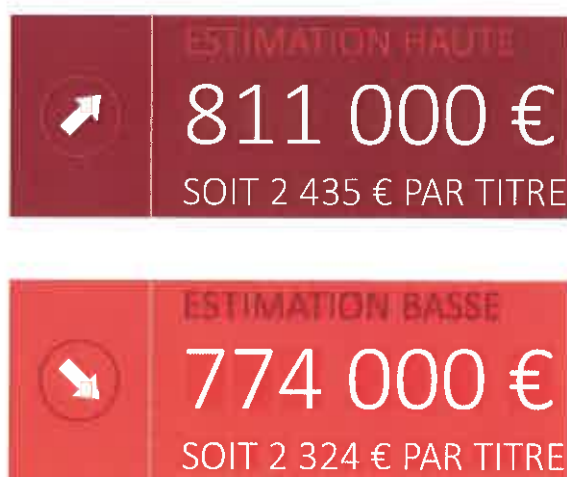 ESTIMATION HAUTE
811 000 €
SOIT 2 435 € PAR TITRE
ESTIMATION BASSE
774 000 €
SOIT 2 324 € PAR TITRE